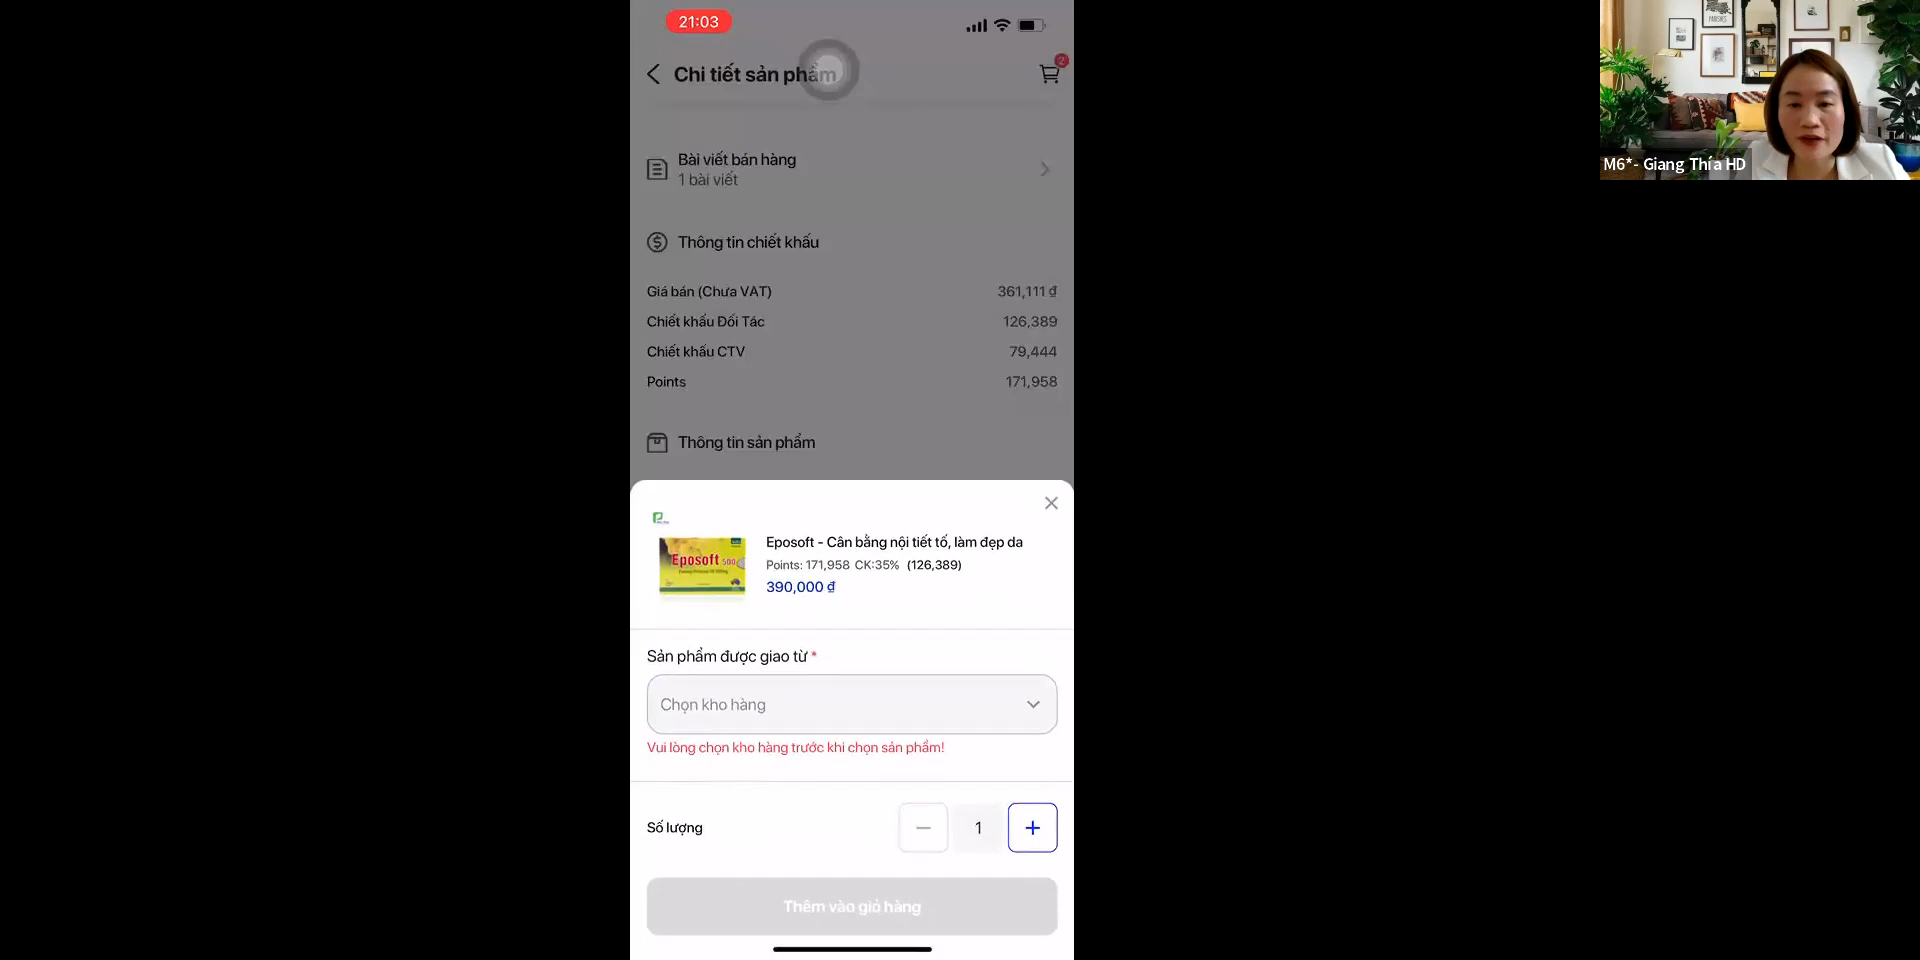 21:03
Chi tiết sản phẩm
2
Bài viết bán hàng
1 bài viết
Thông tin chiết khấu
Giá bán (Chưa VAT) 361,111 ₫
Chiết khấu Đối Tác 126,389
Chiết khấu CTV 79,444
Points 171,958
Thông tin sản phẩm
Eposoft 500
Eposoft - Cân bằng nội tiết tố, làm đẹp da
Points: 171,958 CK:35% (126,389)
390,000 ₫
Sản phẩm được giao từ *
Chọn kho hàng
Vui lòng chọn kho hàng trước khi chọn sản phẩm!
Số lượng
1
Thêm vào giỏ hàng
M6*- Giang Thía HD